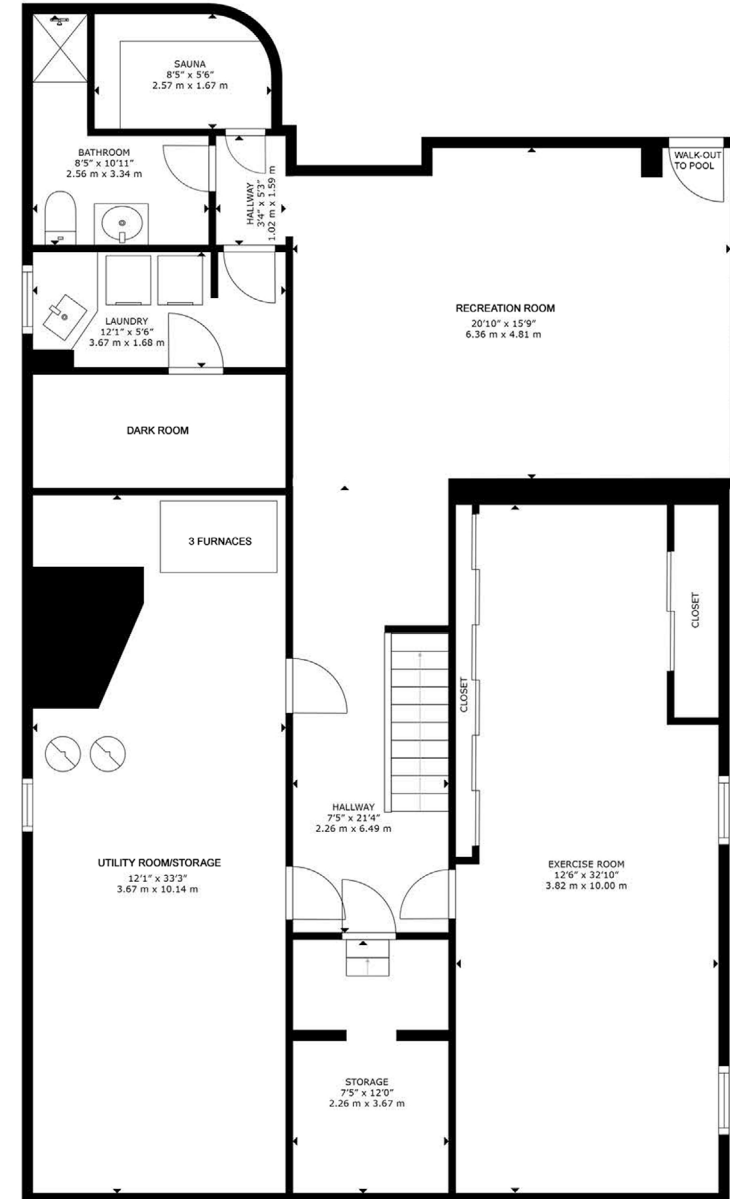 SAUNA
8'5" x 5'6"
2.57 m x 1.67 m
BATHROOM
8'5" x 10'11"
2.56 m x 3.34 m
HALLWAY
3'4" x 5'3"
1.02 m x 1.59 m
WALK-OUT
TO POOL
RECREATION ROOM
20'10" x 15'9"
6.36 m x 4.81 m
LAUNDRY
12'1" x 5'6"
3.67 m x 1.68 m
DARK ROOM
3 FURNACES
CLOSET
CLOSET
HALLWAY
7'5" x 21'4"
2.26 m x 6.49 m
UTILITY ROOM/STORAGE
12'1" x 33'3"
3.67 m x 10.14 m
EXERCISE ROOM
12'6" x 32'10"
3.82 m x 10.00 m
STORAGE
7'5" x 12'0"
2.26 m x 3.67 m